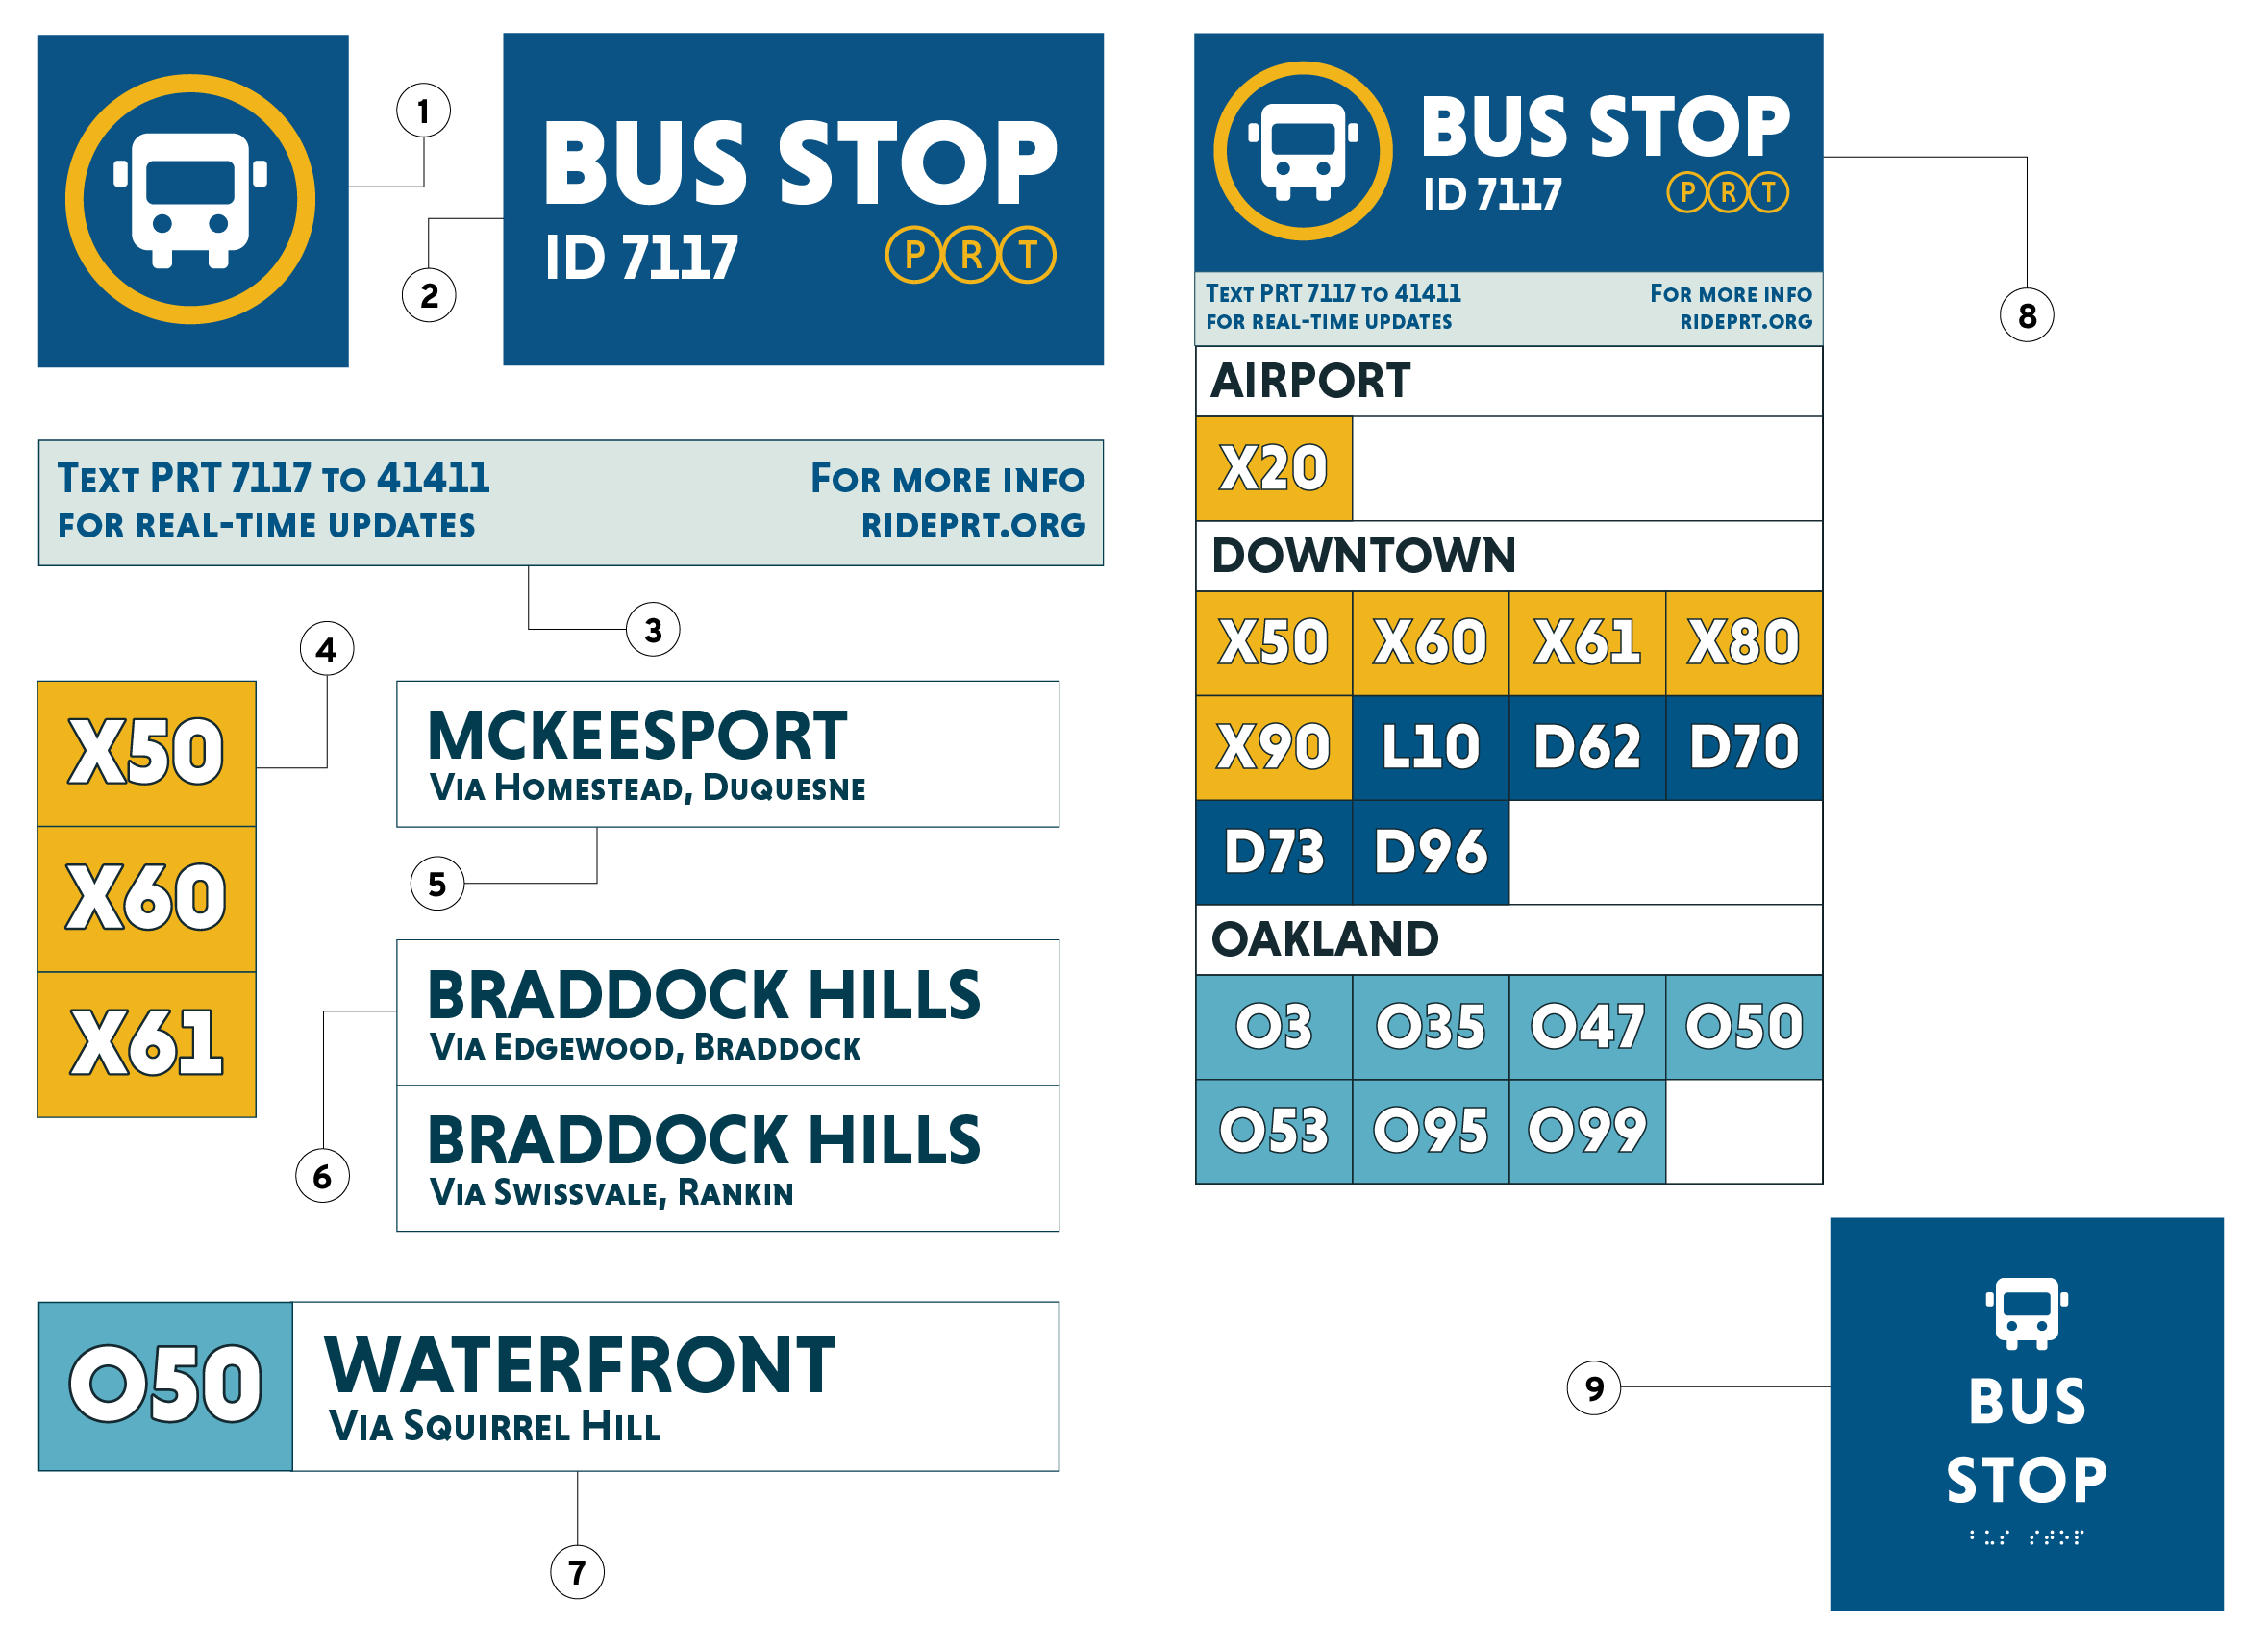 1
BUS STOP
ID 7117
PRT
2
TEXT PRT 7117 TO 41411
FOR REAL-TIME UPDATES
FOR MORE INFO
RIDEPRT.ORG
3
4
X50
X60
X61
MCKEESPORT
VIA HOMESTEAD, DUQUESNE
5
BRADDOCK HILLS
VIA EDGEWOOD, BRADDOCK
BRADDOCK HILLS
VIA SWISSVALE, RANKIN
6
O50
WATERFRONT
VIA SQUIRREL HILL
7
BUS STOP
ID 7117
PRT
8
TEXT PRT 7117 TO 41411
FOR REAL-TIME UPDATES
FOR MORE INFO
RIDEPRT.ORG
AIRPORT
X20
DOWNTOWN
X50 X60 X61 X80
X90 L10 D62 D70
D73 D96
OAKLAND
O3 O35 O47 O50
O53 O95 O99
9
BUS
STOP
⠃⠥⠎ ⠎⠞⠕⠏